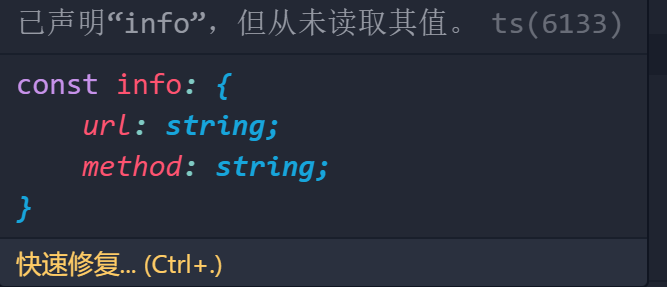 已声明“info”，但从未读取其值。 ts(6133)
const info: {
    url: string;
    method: string;
}
快速修复... (Ctrl+.)